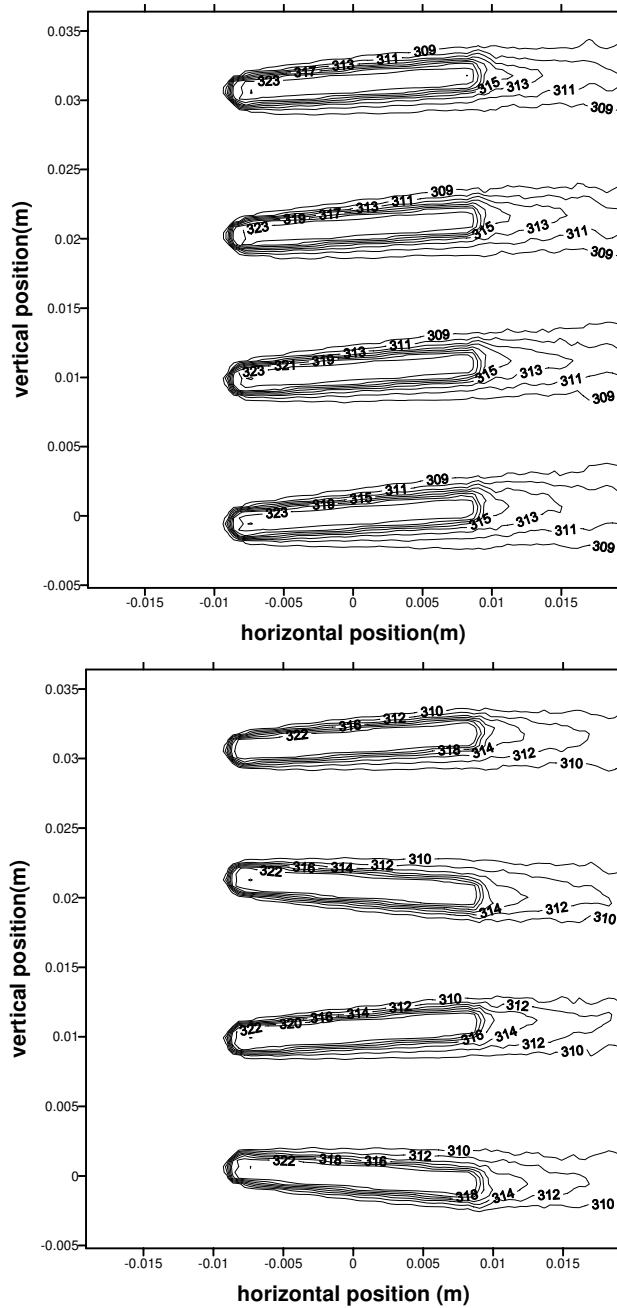 0.035
0.03
0.025
0.02
0.015
0.01
0.005
0
-0.005
vertical position(m)
323 317 313 311 309
315 313 311 309
323 319 317 313 311 309
315 313 311 309
323 321 319 313 311 309
315 313 311 309
323 319 315 311 309
315 313 311 309
-0.015 -0.01 -0.005 0 0.005 0.01 0.015
horizontal position(m)
0.035
0.03
0.025
0.02
0.015
0.01
0.005
0
-0.005
vertical position(m)
322 316 312 310
318 314 312 310
322 316 314 312 310
314 312 310
322 320 316 314 312 310 312
316 314 312 310
322 318 316 312 310
318 314 312 310
-0.015 -0.01 -0.005 0 0.005 0.01 0.015
horizontal position (m)